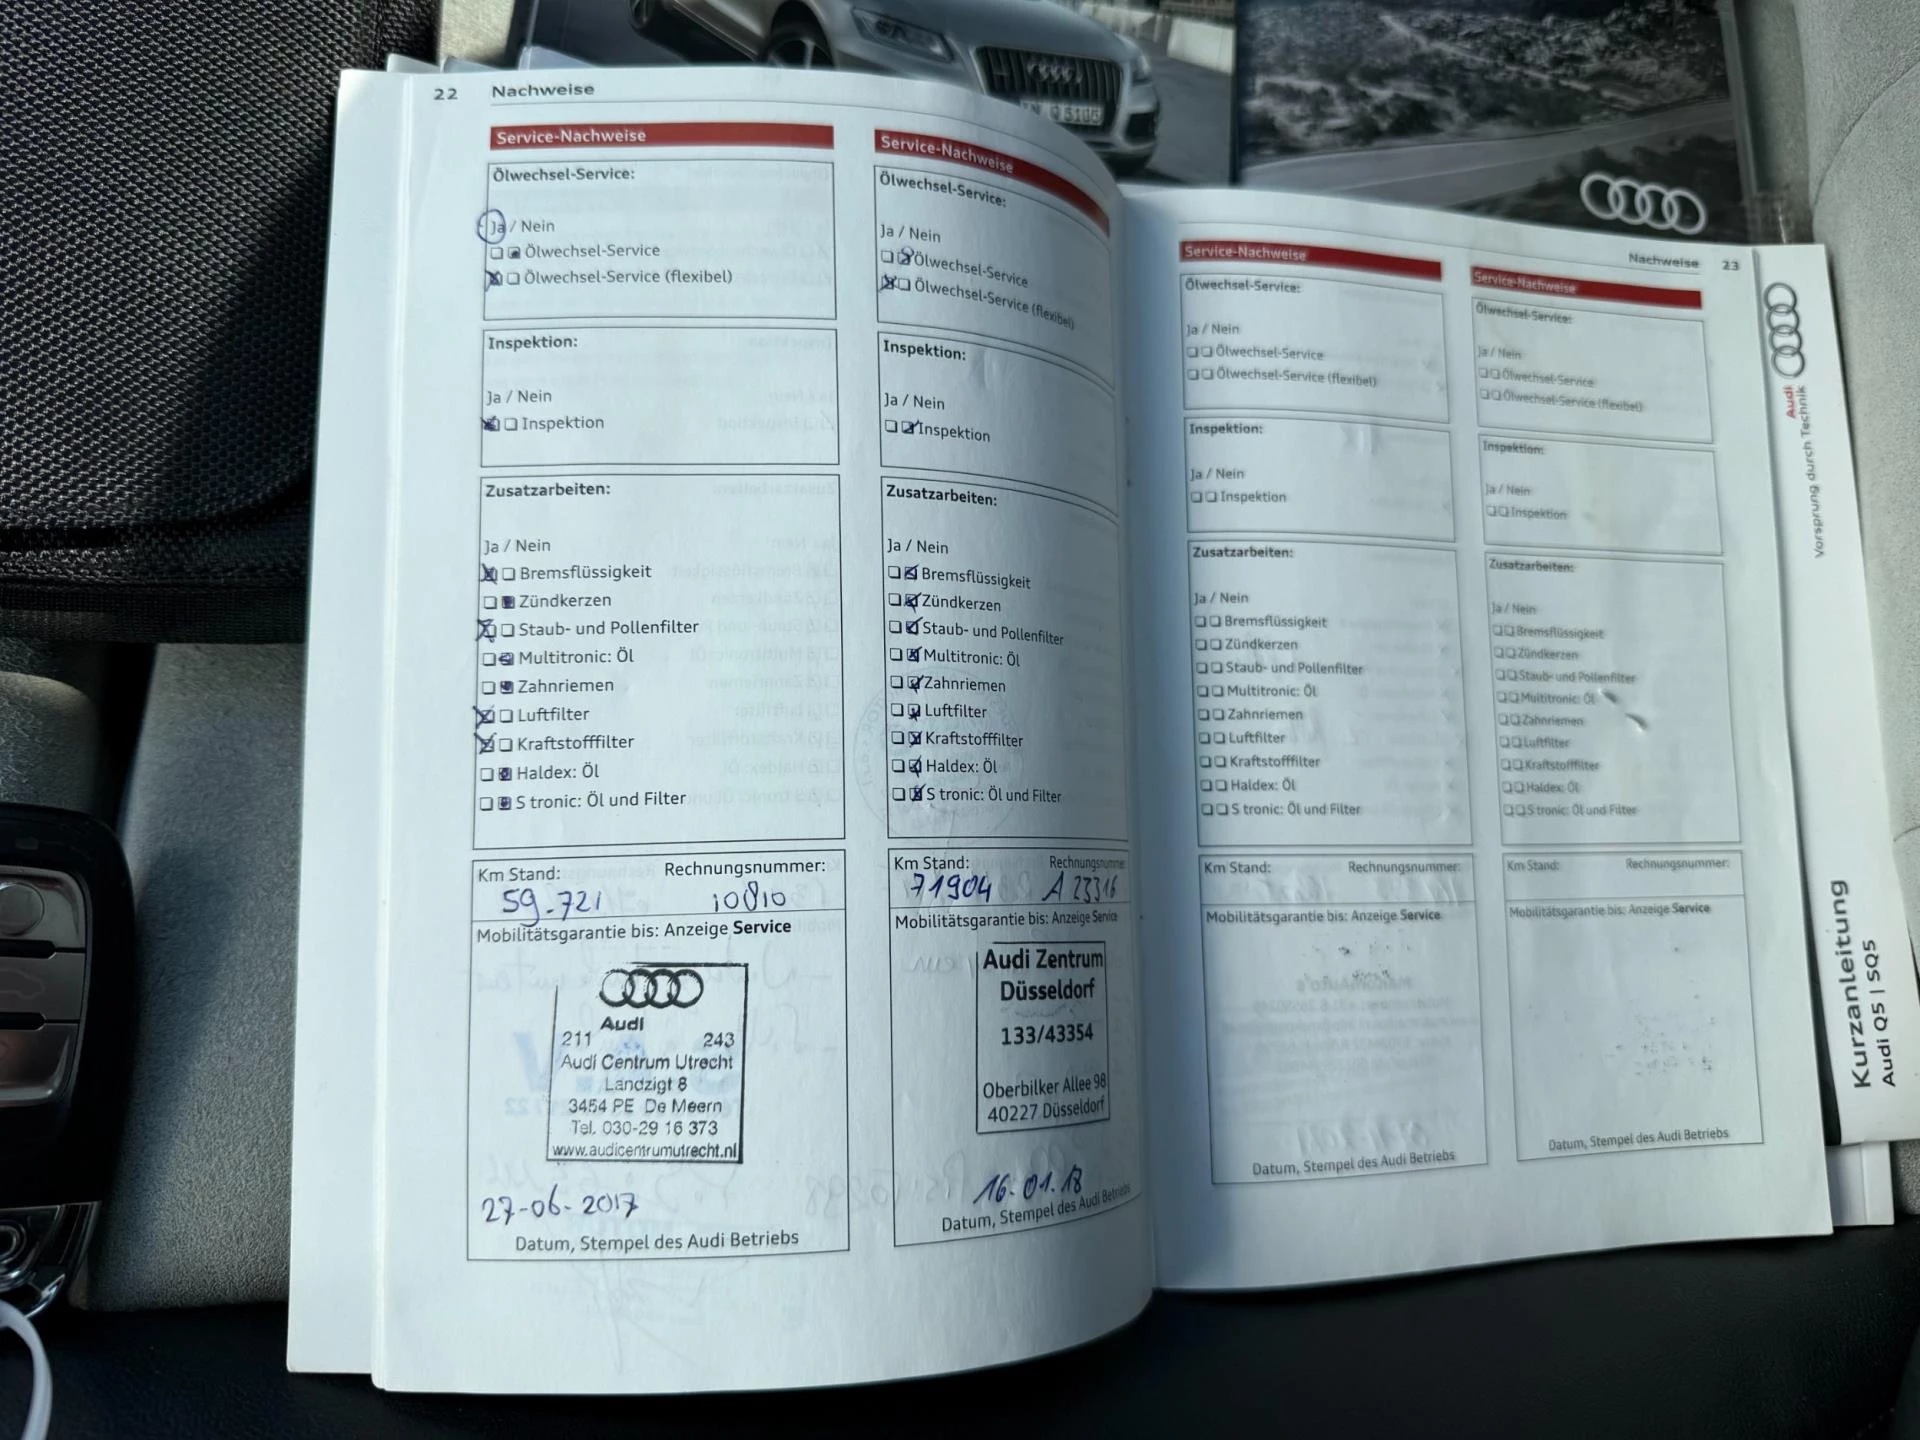 22 Nachweise
Service-Nachweise
Ölwechsel-Service:
Ja / Nein
Ölwechsel-Service
Ölwechsel-Service (flexibel)
Inspektion:
Ja / Nein
Inspektion
Zusatzarbeiten:
Ja / Nein
Bremsflüssigkeit
Zündkerzen
Staub- und Pollenfilter
Multitronic: Öl
Zahnriemen
Luftfilter
Kraftstofffilter
Haldex: Öl
S tronic: Öl und Filter
Km Stand: Rechnungsnummer:
59.721 10810
Mobilitätsgarantie bis: Anzeige Service
Audi
211 243
Audi Centrum Utrecht
Landzigt 8
3454 PE De Meern
Tel. 030-29 16 373
www.audicentrumutrecht.nl
27-06-2017
Datum, Stempel des Audi Betriebs
Service-Nachweise
Ölwechsel-Service:
Ja / Nein
Ölwechsel-Service
Ölwechsel-Service (flexibel)
Inspektion:
Ja / Nein
Inspektion
Zusatzarbeiten:
Ja / Nein
Bremsflüssigkeit
Zündkerzen
Staub- und Pollenfilter
Multitronic: Öl
Zahnriemen
Luftfilter
Kraftstofffilter
Haldex: Öl
S tronic: Öl und Filter
Km Stand: Rechnungsnummer
71904 A 23316
Mobilitätsgarantie bis: Anzeige Service
Audi Zentrum
Düsseldorf
133/43354
Oberbilker Allee 98
40227 Düsseldorf
16.01.18
Datum, Stempel des Audi Betriebs
Nachweise 23
Service-Nachweise
Ölwechsel-Service:
Ja / Nein
Ölwechsel-Service
Ölwechsel-Service (flexibel)
Inspektion:
Ja / Nein
Inspektion
Zusatzarbeiten:
Ja / Nein
Bremsflüssigkeit
Zündkerzen
Staub- und Pollenfilter
Multitronic: Öl
Zahnriemen
Luftfilter
Kraftstofffilter
Haldex: Öl
S tronic: Öl und Filter
Km Stand: Rechnungsnummer:
Mobilitätsgarantie bis: Anzeige Service
Datum, Stempel des Audi Betriebs
Service-Nachweise
Ölwechsel-Service:
Ja / Nein
Ölwechsel-Service
Ölwechsel-Service (flexibel)
Inspektion:
Ja / Nein
Inspektion
Zusatzarbeiten:
Ja / Nein
Bremsflüssigkeit
Zündkerzen
Staub- und Pollenfilter
Multitronic: Öl
Zahnriemen
Luftfilter
Kraftstofffilter
Haldex: Öl
S tronic: Öl und Filter
Km Stand: Rechnungsnummer:
Mobilitätsgarantie bis: Anzeige Service
Datum, Stempel des Audi Betriebs
Audi
Vorsprung durch Technik
Kurzanleitung
Audi Q5 | SQ5